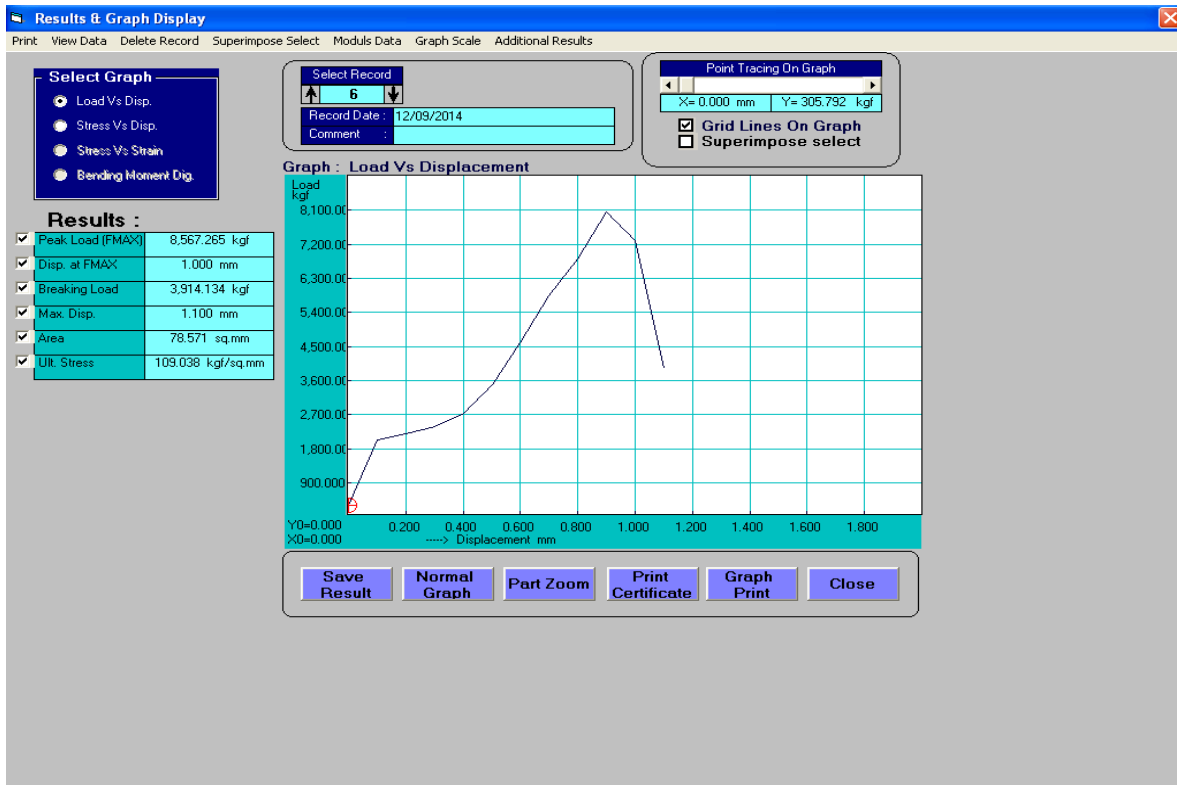 Results & Graph Display
Print View Data Delete Record Superimpose Select Moduls Data Graph Scale Additional Results
Select Graph
Load Vs Disp.
Stress Vs Disp.
Stress Vs Strain
Bending Moment Dig.
Select Record
6
Record Date : 12/09/2014
Comment :
Point Tracing On Graph
X= 0.000 mm Y= 305.792 kgf
Grid Lines On Graph
Superimpose select
Results :
Peak Load (FMAX) 8,567.265 kgf
Disp. at FMAX 1.000 mm
Breaking Load 3,914.134 kgf
Max. Disp. 1.100 mm
Area 78.571 sq.mm
Ult. Stress 109.038 kgf/sq.mm
Graph : Load Vs Displacement
Load
kgf
8,100.00
7,200.00
6,300.00
5,400.00
4,500.00
3,600.00
2,700.00
1,800.00
900.000
Y0=0.000 0.200 0.400 0.600 0.800 1.000 1.200 1.400 1.600 1.800
X0=0.000 -----> Displacement mm
Save Result
Normal Graph
Part Zoom
Print Certificate
Graph Print
Close